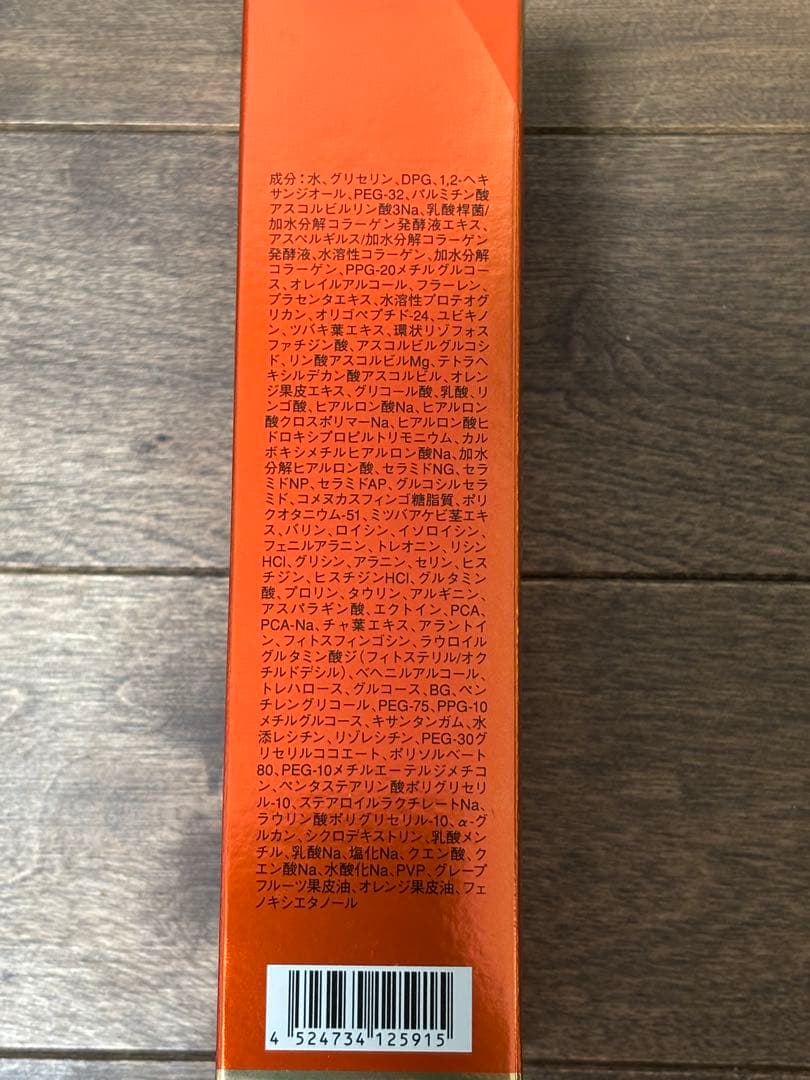 成分：水、グリセリン、DPG、1,2-ヘキ
サンジオール、PEG-32、パルミチン酸
アスコルビルリン酸3Na、乳酸桿菌/
加水分解コラーゲン発酵液エキス、
アスペルギルス/加水分解コラーゲン
発酵液、水溶性コラーゲン、加水分解
コラーゲン、PPG-20メチルグルコー
ス、オレイルアルコール、フラーレン、
プラセンタエキス、水溶性プロテオグ
リカン、オリゴペプチド-24、ユビキノ
ン、ツバキ葉エキス、環状リゾフォス
ファチジン酸、アスコルビルグルコシ
ド、リン酸アスコルビルMg、テトラヘ
キシルデカン酸アスコルビル、オレン
ジ果皮エキス、グリコール酸、乳酸、リ
ンゴ酸、ヒアルロン酸Na、ヒアルロン
酸クロスポリマーNa、ヒアルロン酸ヒ
ドロキシプロピルトリモニウム、カル
ボキシメチルヒアルロン酸Na、加水
分解ヒアルロン酸、セラミドNG、セラ
ミドNP、セラミドAP、グルコシルセラ
ミド、コメヌカスフィンゴ糖脂質、ポリ
クオタニウム-51、ミツバアケビ茎エキ
ス、バリン、ロイシン、イソロイシン、
フェニルアラニン、トレオニン、リシン
HCl、グリシン、アラニン、セリン、ヒス
チジン、ヒスチジンHCl、グルタミン
酸、プロリン、タウリン、アルギニン、
アスパラギン酸、エクトイン、PCA、
PCA-Na、チャ葉エキス、アラントイ
ン、フィトスフィンゴシン、ラウロイル
グルタミン酸ジ（フィトステリル/オク
チルドデシル）、ベヘニルアルコール、
トレハロース、グルコース、BG、ペン
チレングリコール、PEG-75、PPG-10
メチルグルコース、キサンタンガム、水
添レシチン、リゾレシチン、PEG-30グ
リセリルココエート、ポリソルベート
80、PEG-10メチルエーテルジメチコ
ン、ペンタステアリン酸ポリグリセリ
ル-10、ステアロイルラクチレートNa、
ラウリン酸ポリグリセリル-10、α-グ
ルカン、シクロデキストリン、乳酸メン
チル、乳酸Na、塩化Na、クエン酸、ク
エン酸Na、水酸化Na、PVP、グレープ
フルーツ果皮油、オレンジ果皮油、フェ
ノキシエタノール
4 524734 125915